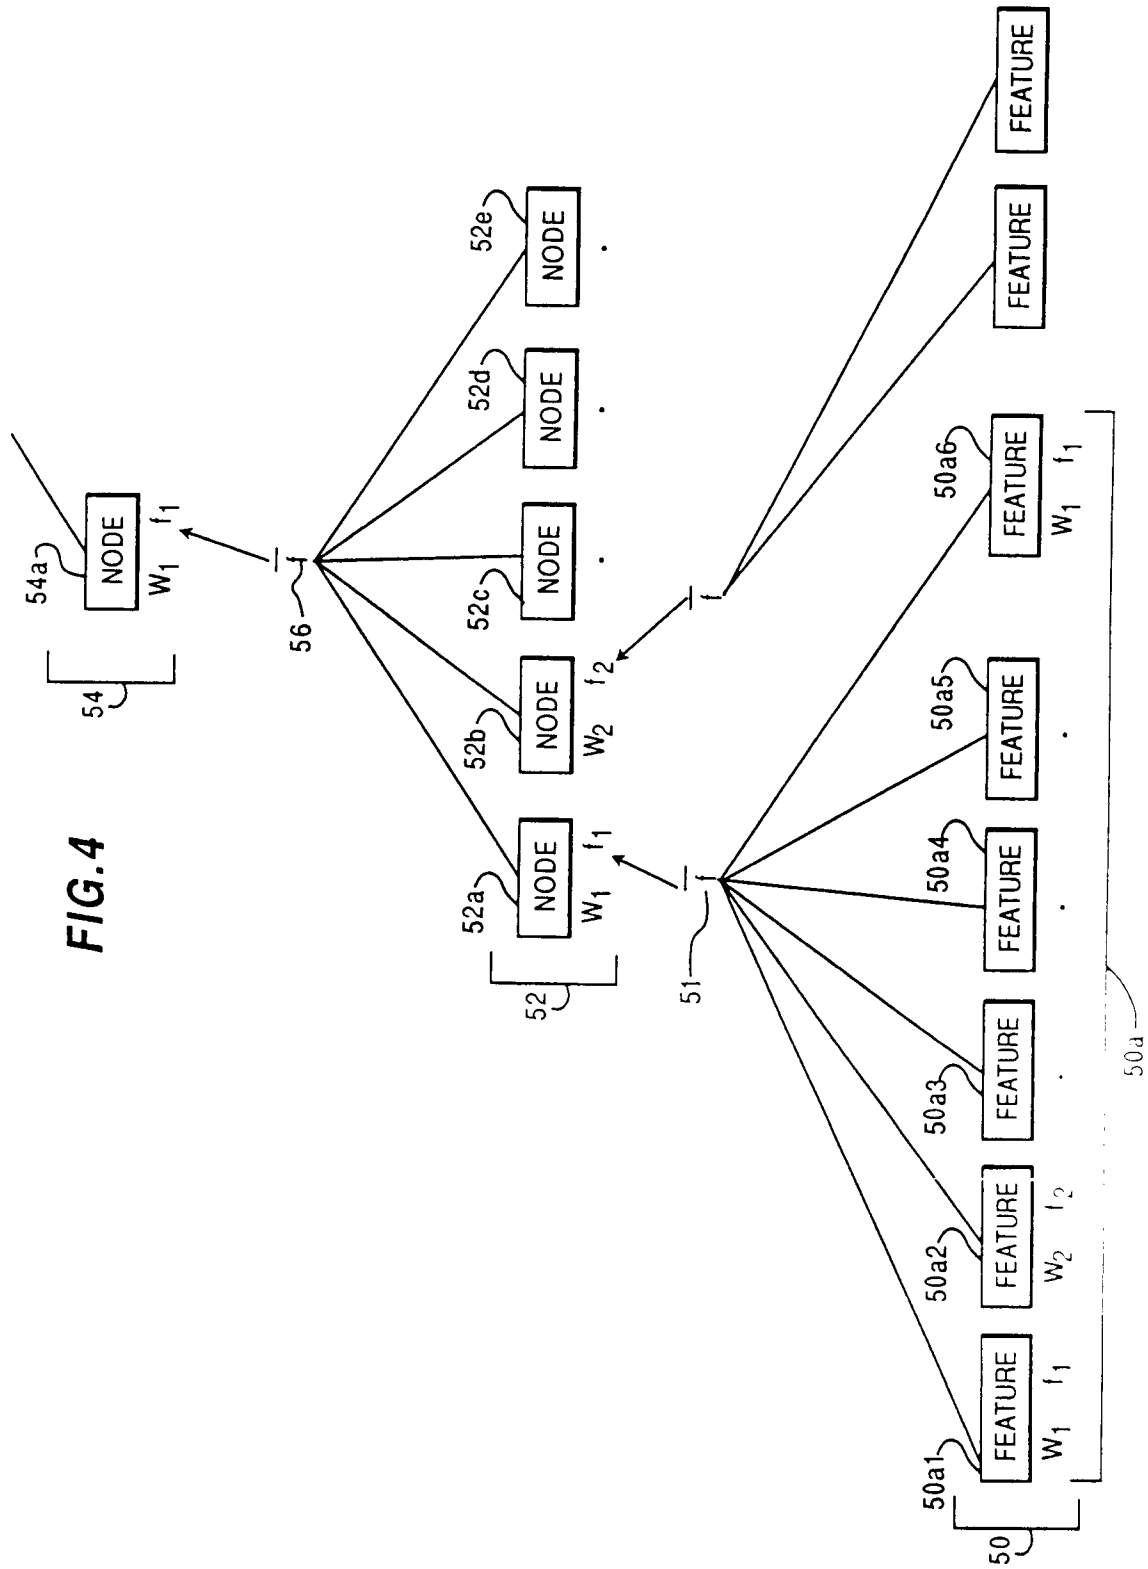 FIG.4
54
54a
NODE
W1 f1
f
56
52
52a
NODE
W1 f1
52b
NODE
W2 f2
52c
NODE
52d
NODE
52e
NODE
51
f
f
50
50a1
FEATURE
W1 f1
50a2
FEATURE
W2 f2
50a3
FEATURE
50a4
FEATURE
50a5
FEATURE
50a6
FEATURE
W1 f1
FEATURE
FEATURE
50a